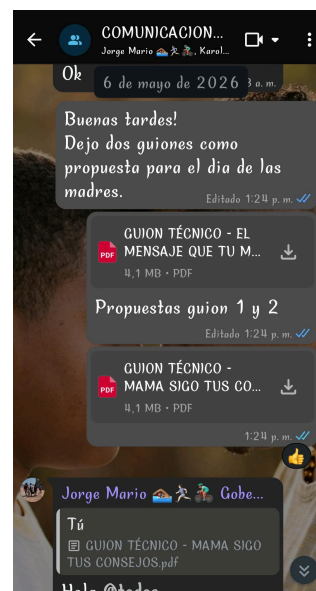 COMUNICACION...
Jorge Mario 🏊🏃🚴, Karol...
Ok
3 a. m.
6 de mayo de 2026
Buenas tardes!
Dejo dos guiones como
propuesta para el dia de las
madres.
Editado 1:24 p. m.
GUION TÉCNICO - EL
MENSAJE QUE TU M...
PDF
4,1 MB • PDF
Propuestas guion 1 y 2
Editado 1:24 p. m.
GUION TÉCNICO -
MAMA SIGO TUS CO...
PDF
4,1 MB • PDF
1:24 p. m.
Jorge Mario 🏊🏃🚴 Gobe...
Tú
GUION TÉCNICO - MAMA SIGO
TUS CONSEJOS.pdf
Hola @todos